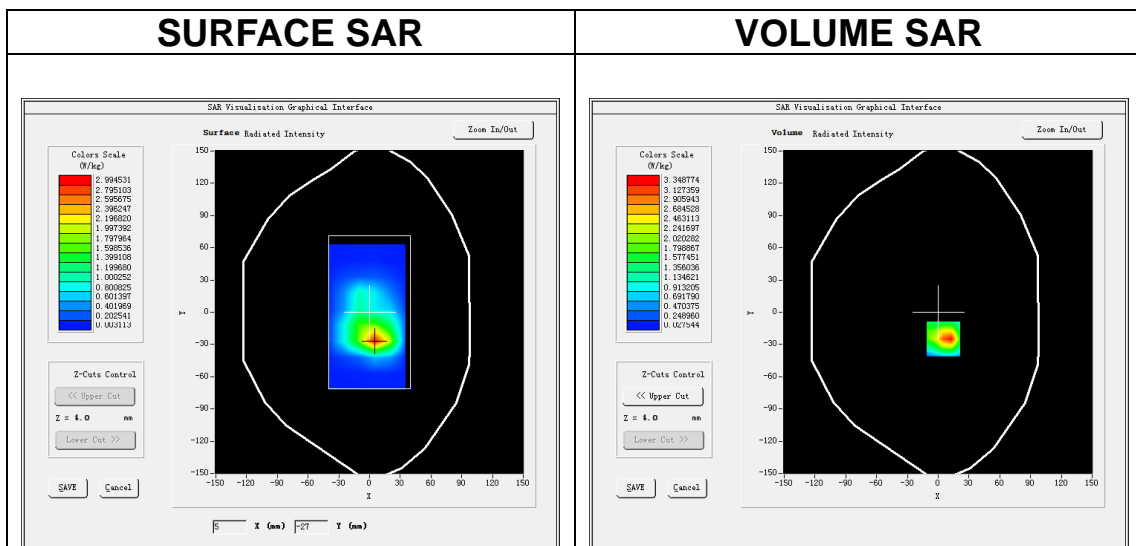 SURFACE SAR
VOLUME SAR
SAR Visualisation Graphical Interface
Surface Radiated Intensity
Zoom In/Out
Colors Scale
(W/kg)
2.994531
2.795103
2.595675
2.396247
2.196820
1.997392
1.797964
1.598536
1.399108
1.199680
1.000252
0.800825
0.601397
0.401969
0.202541
0.003113
150
120
90
60
30
0
-30
-60
-90
-120
-150
Y
-150 -120 -90 -60 -30 0 30 60 90 120 150
X
Z-Cuts Control
<< Upper Cut
Z = 4.0 mm
Lower Cut >>
SAVE Cancel
5 X (mm) -27 Y (mm)
SAR Visualisation Graphical Interface
Volume Radiated Intensity
Zoom In/Out
Colors Scale
(W/kg)
3.348774
3.127359
2.905943
2.684528
2.463113
2.241697
2.020282
1.798867
1.577451
1.356036
1.134621
0.913205
0.691790
0.470375
0.248960
0.027544
150
120
90
60
30
0
-30
-60
-90
-120
-150
Y
-150 -120 -90 -60 -30 0 30 60 90 120 150
X
Z-Cuts Control
<< Upper Cut
Z = 4.0 mm
Lower Cut >>
SAVE Cancel